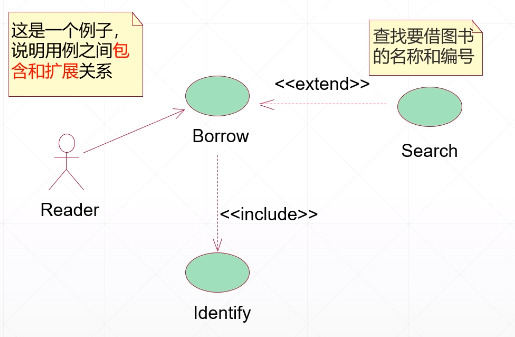 这是一个例子，
说明用例之间包
含和扩展关系
查找要借图书
的名称和编号
<<extend>>
Borrow
Search
Reader
<<include>>
Identify